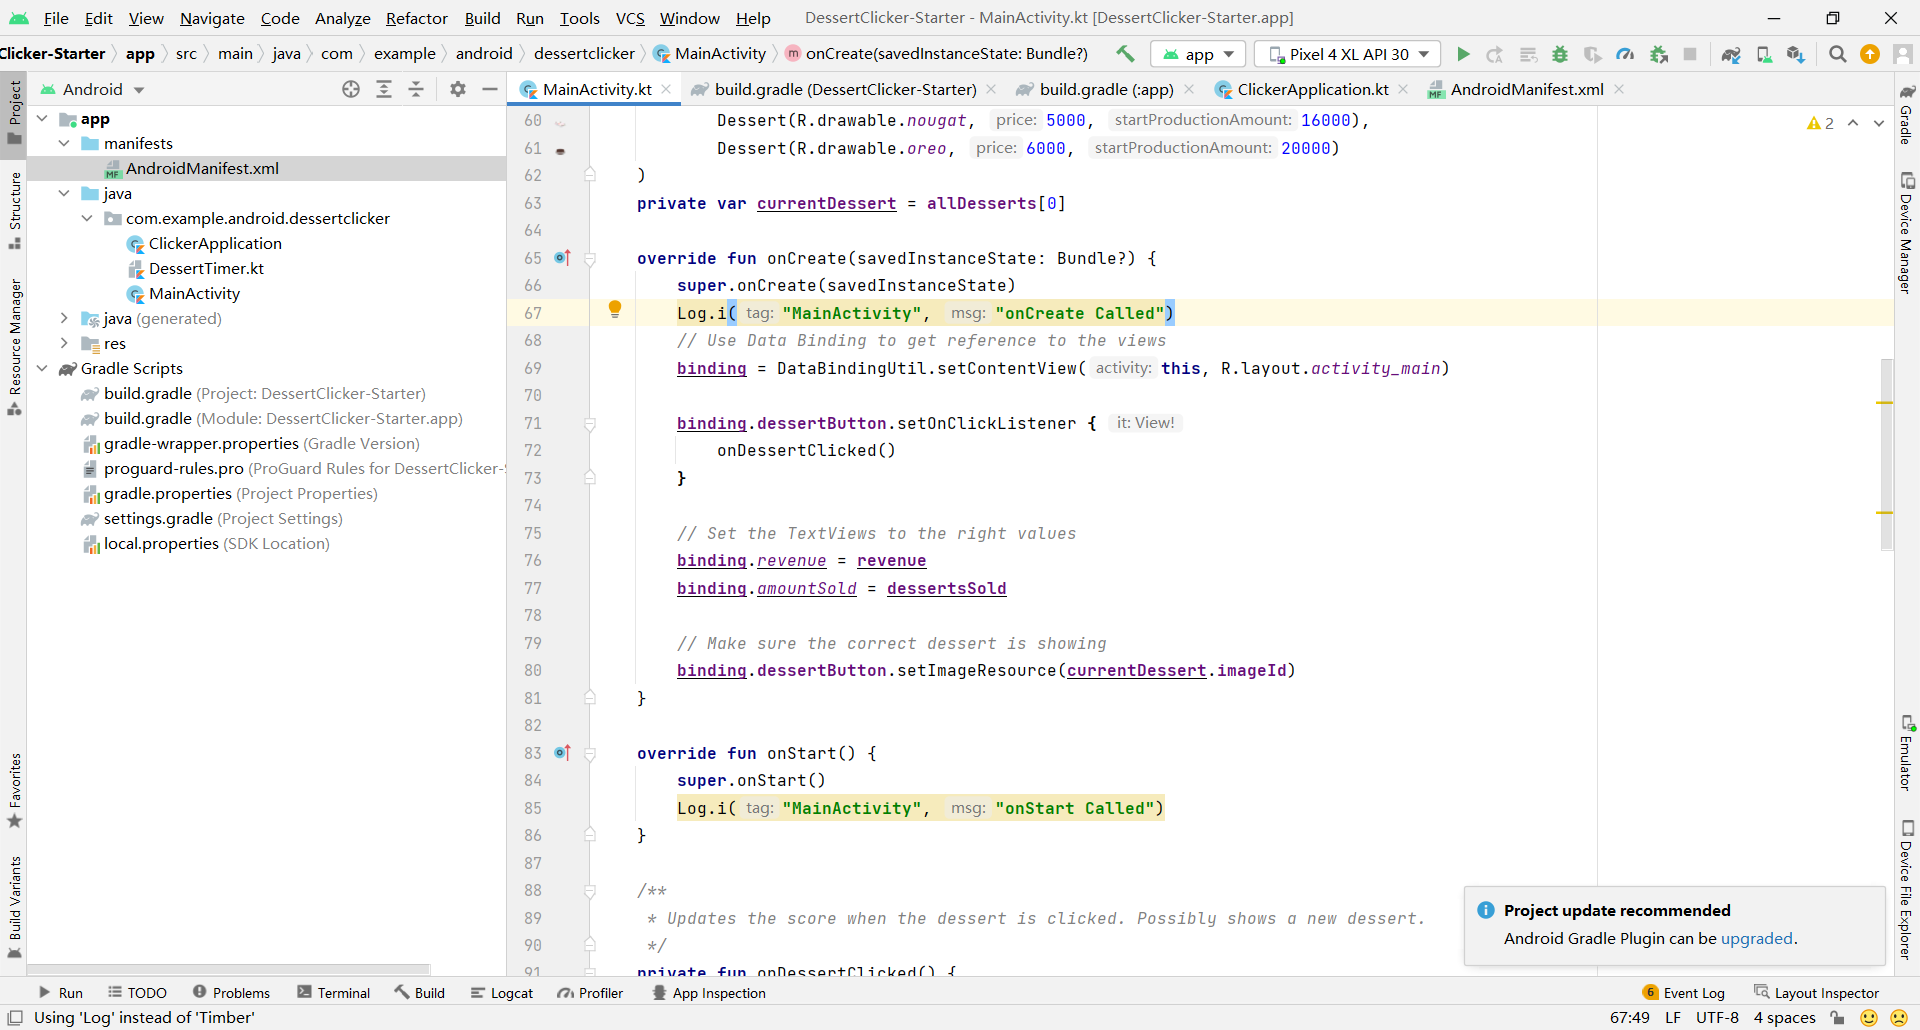 File Edit View Navigate Code Analyze Refactor Build Run Tools VCS Window Help DessertClicker-Starter - MainActivity.kt [DessertClicker-Starter.app]
Clicker-Starter app src main java com example android dessertclicker MainActivity onCreate(savedInstanceState: Bundle?) app Pixel 4 XL API 30
Android
MainActivity.kt build.gradle (DessertClicker-Starter) build.gradle (:app) ClickerApplication.kt AndroidManifest.xml
Project
Structure
Resource Manager
Favorites
Build Variants
app
manifests
AndroidManifest.xml
java
com.example.android.dessertclicker
ClickerApplication
DessertTimer.kt
MainActivity
java (generated)
res
Gradle Scripts
build.gradle (Project: DessertClicker-Starter)
build.gradle (Module: DessertClicker-Starter.app)
gradle-wrapper.properties (Gradle Version)
proguard-rules.pro (ProGuard Rules for DessertClicker-
gradle.properties (Project Properties)
settings.gradle (Project Settings)
local.properties (SDK Location)
60 Dessert(R.drawable.nougat, price: 5000, startProductionAmount: 16000),
61 Dessert(R.drawable.oreo, price: 6000, startProductionAmount: 20000)
62 )
63 private var currentDessert = allDesserts[0]
64
65 override fun onCreate(savedInstanceState: Bundle?) {
66 super.onCreate(savedInstanceState)
67 Log.i( tag: "MainActivity", msg: "onCreate Called")
68 // Use Data Binding to get reference to the views
69 binding = DataBindingUtil.setContentView( activity: this, R.layout.activity_main)
70
71 binding.dessertButton.setOnClickListener { it: View!
72 onDessertClicked()
73 }
74
75 // Set the TextViews to the right values
76 binding.revenue = revenue
77 binding.amountSold = dessertsSold
78
79 // Make sure the correct dessert is showing
80 binding.dessertButton.setImageResource(currentDessert.imageId)
81 }
82
83 override fun onStart() {
84 super.onStart()
85 Log.i( tag: "MainActivity", msg: "onStart Called")
86 }
87
88 /**
89 * Updates the score when the dessert is clicked. Possibly shows a new dessert.
90 */
91 private fun onDessertClicked() {
2
Gradle
Device Manager
Emulator
Device File Explorer
Project update recommended
Android Gradle Plugin can be upgraded.
Run TODO Problems Terminal Build Logcat Profiler App Inspection 6 Event Log Layout Inspector
Using 'Log' instead of 'Timber' 67:49 LF UTF-8 4 spaces